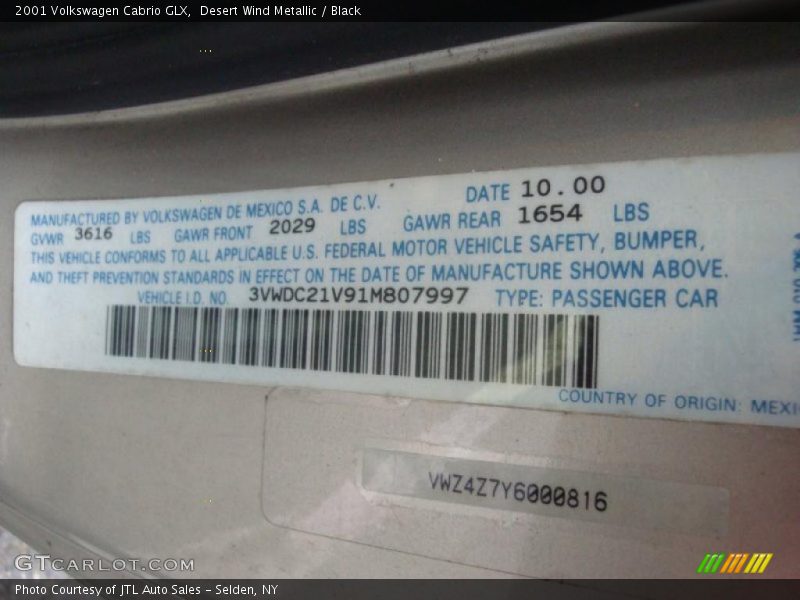 2001 Volkswagen Cabrio GLX,  Desert Wind Metallic / Black
MANUFACTURED BY VOLKSWAGEN DE MEXICO S.A. DE C.V. DATE 10.00
GVWR 3616 LBS GAWR FRONT 2029 LBS GAWR REAR 1654 LBS
THIS VEHICLE CONFORMS TO ALL APPLICABLE U.S. FEDERAL MOTOR VEHICLE SAFETY, BUMPER,
AND THEFT PREVENTION STANDARDS IN EFFECT ON THE DATE OF MANUFACTURE SHOWN ABOVE.
VEHICLE I.D. NO. 3VWDC21V91M807997 TYPE: PASSENGER CAR
COUNTRY OF ORIGIN: MEXI
VWZ4Z7Y6000816
GTCARLOT.COM
Photo Courtesy of JTL Auto Sales - Selden, NY